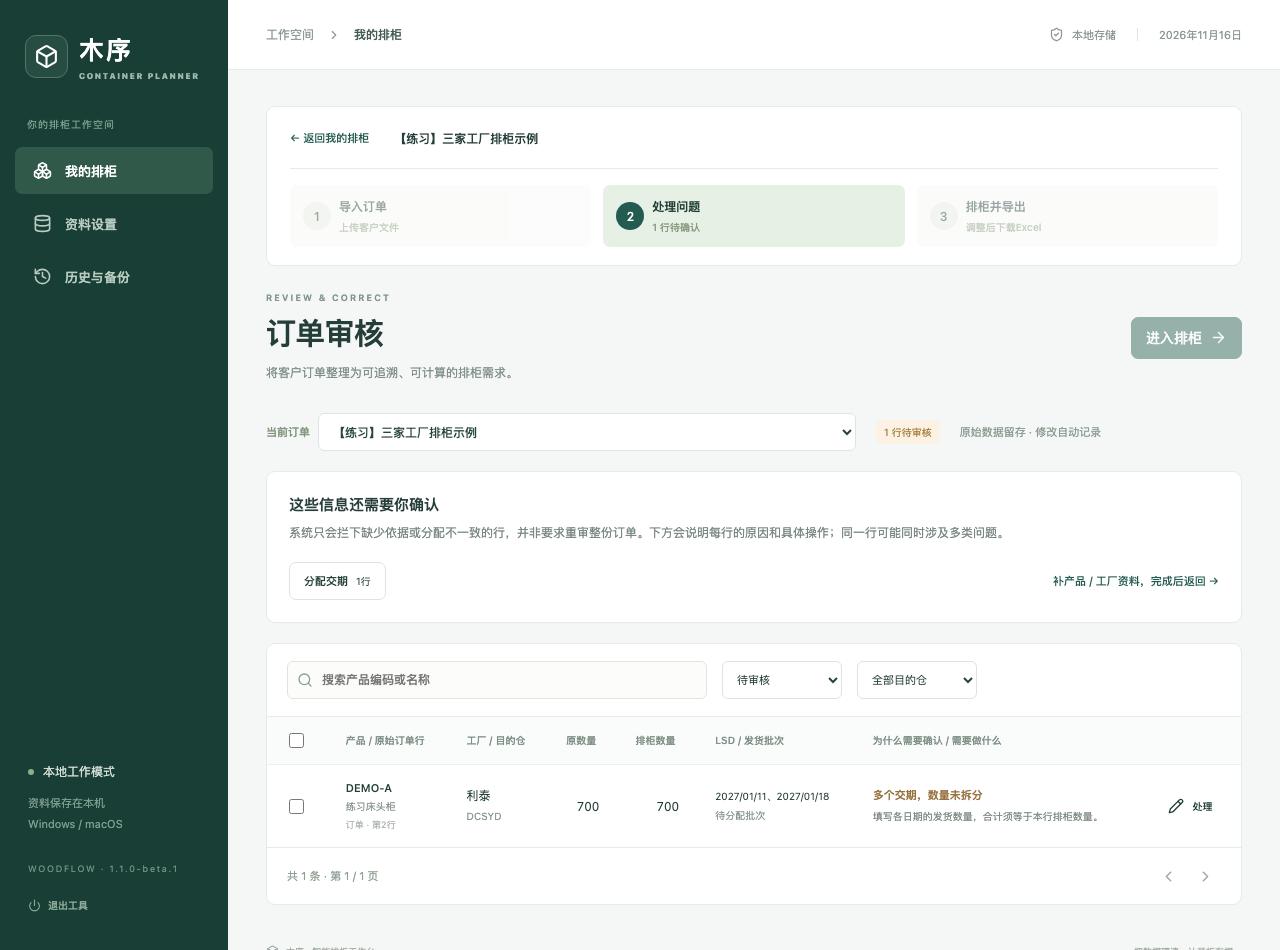 木序
CONTAINER PLANNER
你的排柜工作空间
我的排柜
资料设置
历史与备份
本地工作模式
资料保存在本机
Windows / macOS
WOODFLOW · 1.1.0-beta.1
退出工具
工作空间 > 我的排柜
本地存储
2026年11月16日
← 返回我的排柜
【练习】三家工厂排柜示例
1 导入订单
上传客户文件
2 处理问题
1 行待确认
3 排柜并导出
调整后下载Excel
REVIEW & CORRECT
订单审核
将客户订单整理为可追溯、可计算的排柜需求。
进入排柜 →
当前订单
【练习】三家工厂排柜示例
1 行待审核
原始数据留存 · 修改自动记录
这些信息还需要你确认
系统只会拦下缺少依据或分配不一致的行，并非要求重审整份订单。下方会说明每行的原因和具体操作；同一行可能同时涉及多类问题。
分配交期 1行
补产品 / 工厂资料，完成后返回 →
搜索产品编码或名称
待审核
全部目的仓
产品 / 原始订单行
工厂 / 目的仓
原数量
排柜数量
LSD / 发货批次
为什么需要确认 / 需要做什么
DEMO-A
练习床头柜
订单 · 第2行
利泰
DCSYD
700
700
2027/01/11、2027/01/18
待分配批次
多个交期，数量未拆分
填写各日期的发货数量，合计须等于本行排柜数量。
处理
共 1 条 · 第 1 / 1 页